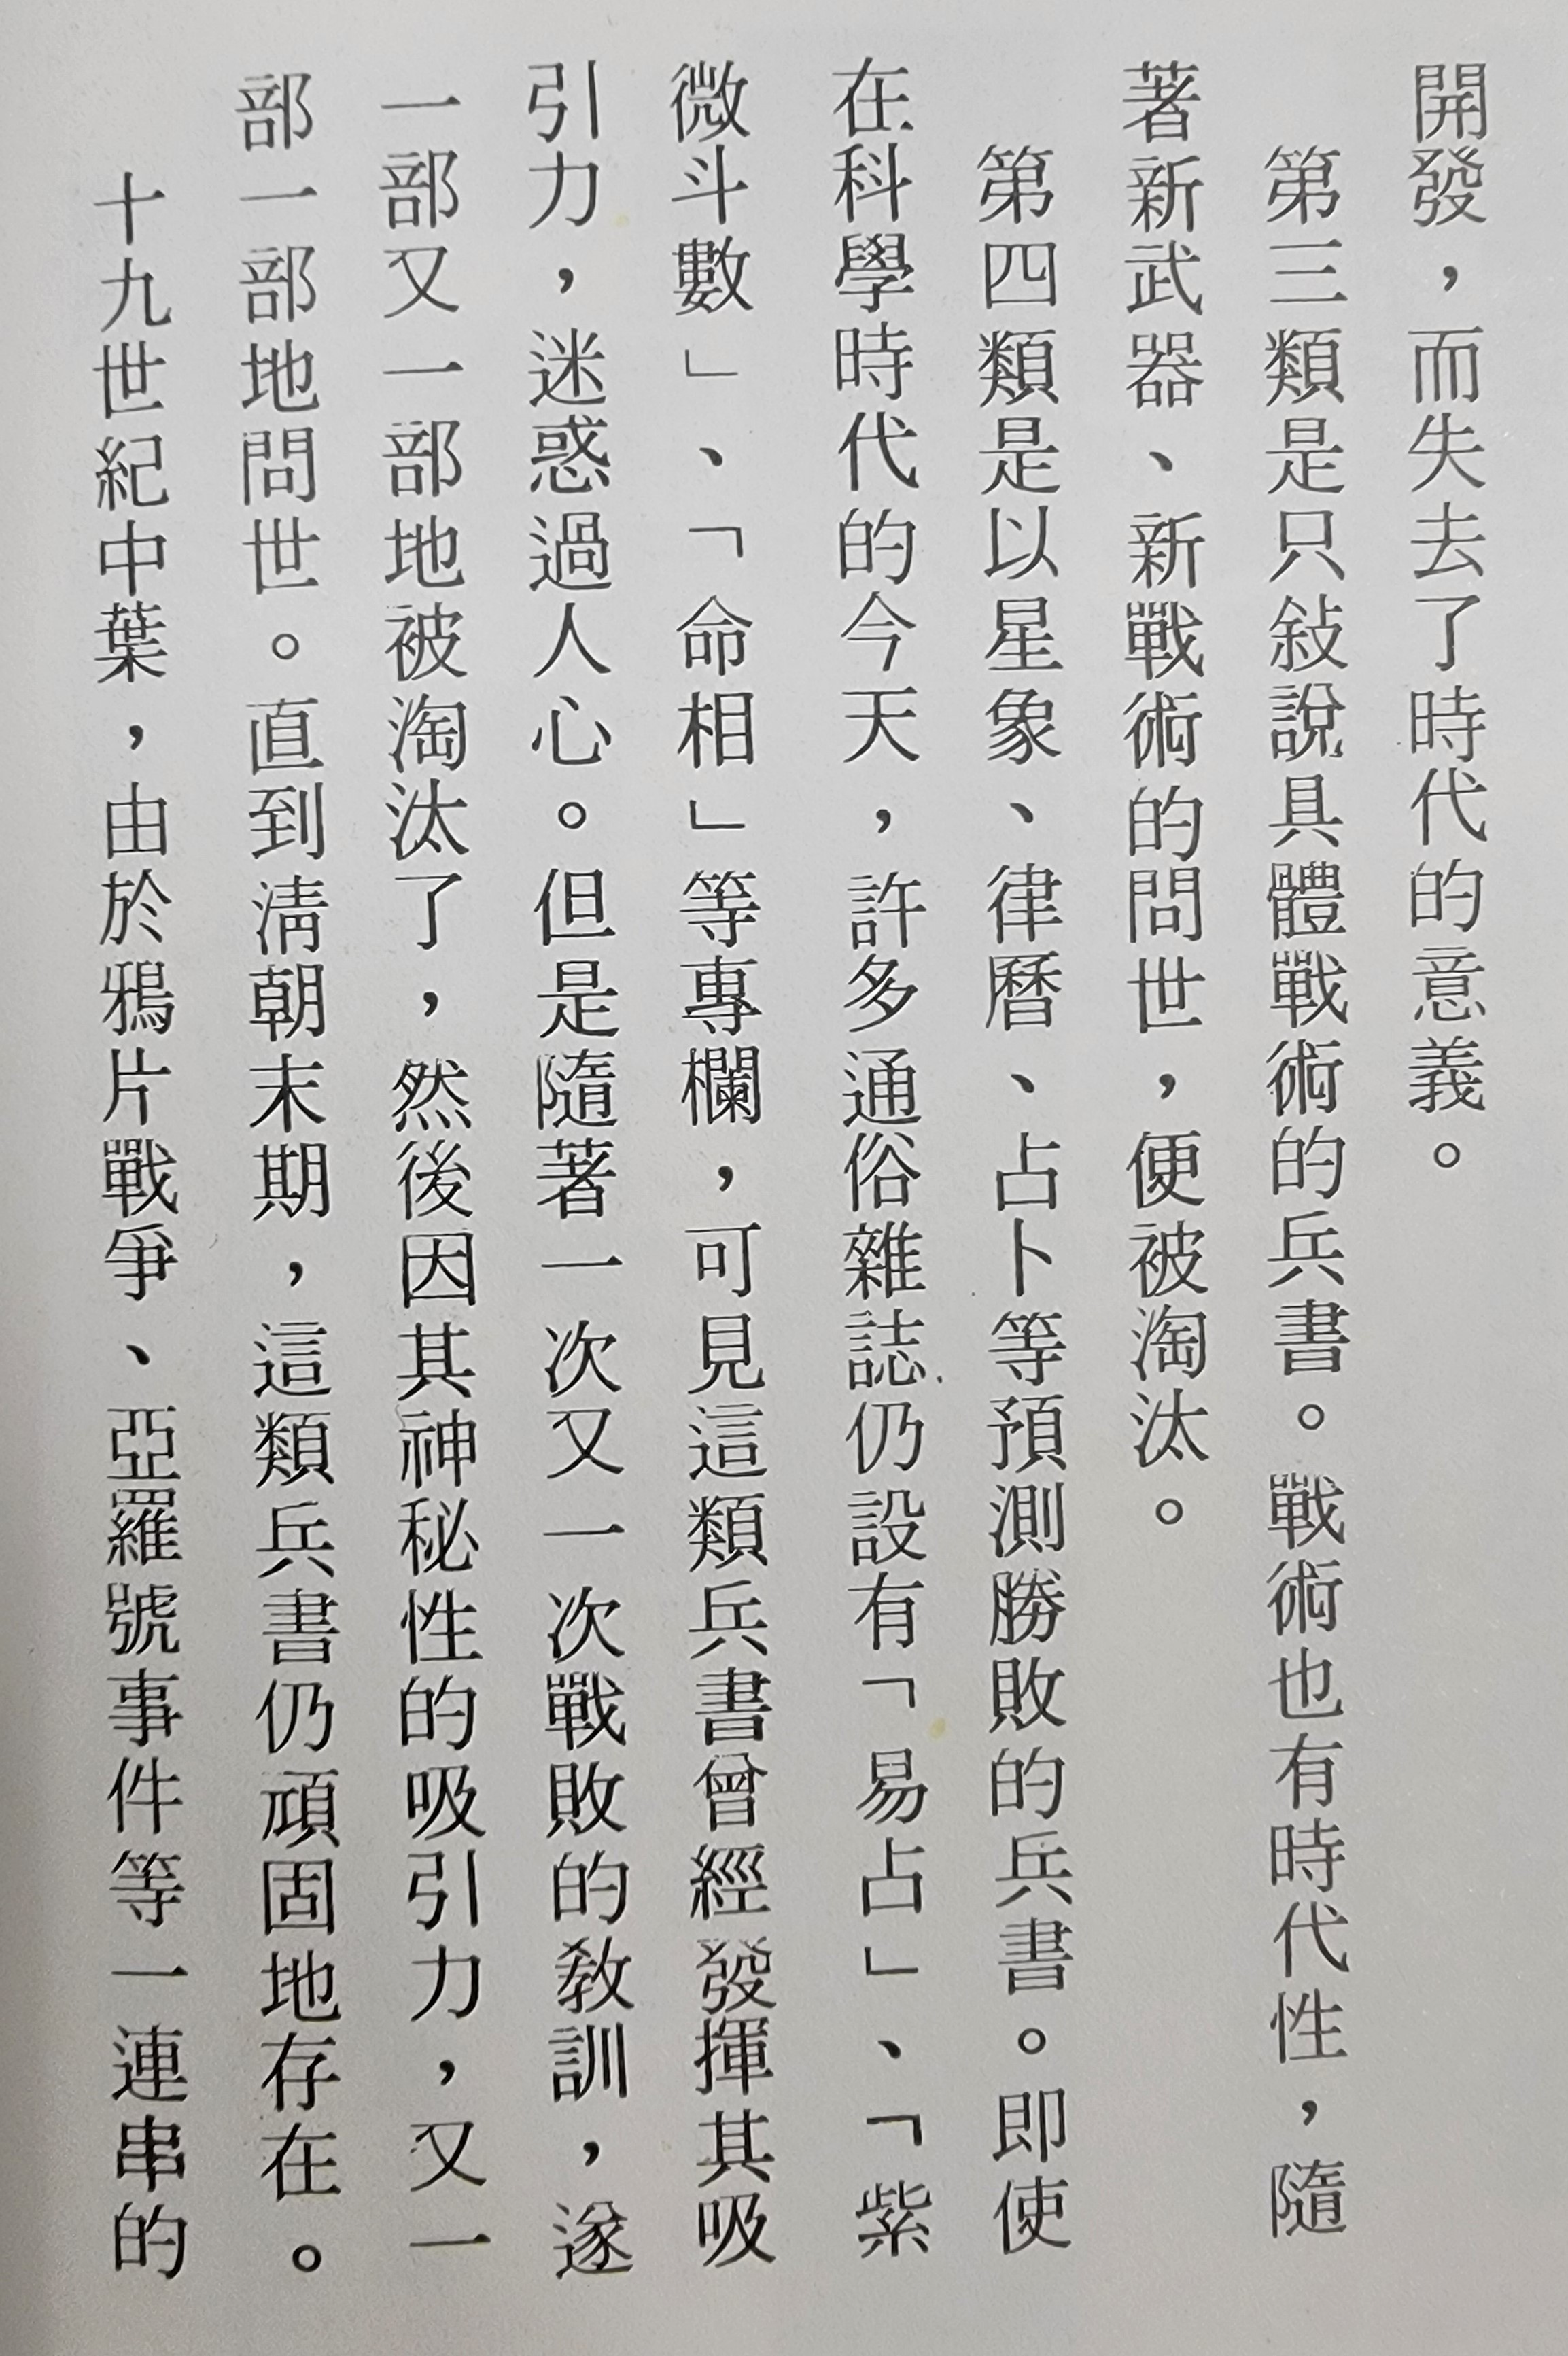 開發，而失去了時代的意義。
第三類是只敍說具體戰術的兵書。戰術也有時代性，隨
著新武器、新戰術的問世，便被淘汰。
第四類是以星象、律曆、占卜等預測勝敗的兵書。即使
在科學時代的今天，許多通俗雜誌仍設有「易占」、「紫
微斗數」、「命相」等專欄，可見這類兵書曾經發揮其吸
引力，迷惑過人心。但是隨著一次又一次戰敗的教訓，遂
一部又一部地被淘汰了，然後因其神秘性的吸引力，又一
部一部地問世。直到淸朝末期，這類兵書仍頑固地存在。
十九世紀中葉，由於鴉片戰爭、亞羅號事件等一連串的